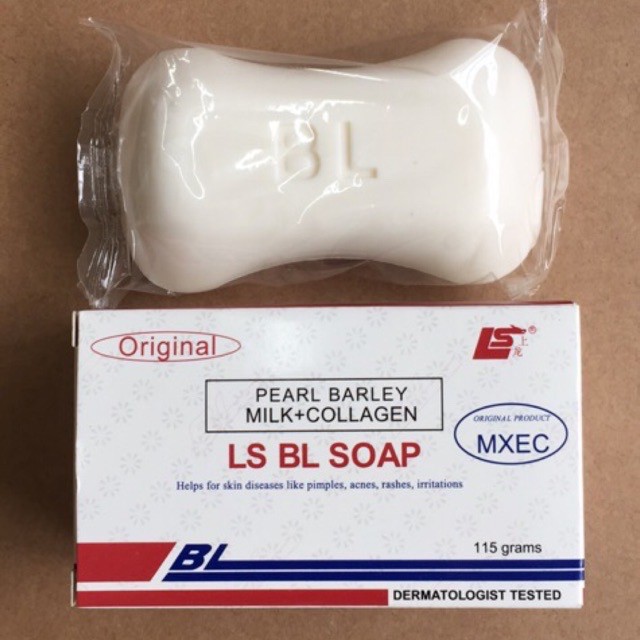 BL
Original
LS®
上龙
PEARL BARLEY
MILK+COLLAGEN
ORIGINAL PRODUCT
MXEC
LS BL SOAP
Helps for skin diseases like pimples, acnes, rashes, irritations
BL
115 grams
DERMATOLOGIST TESTED